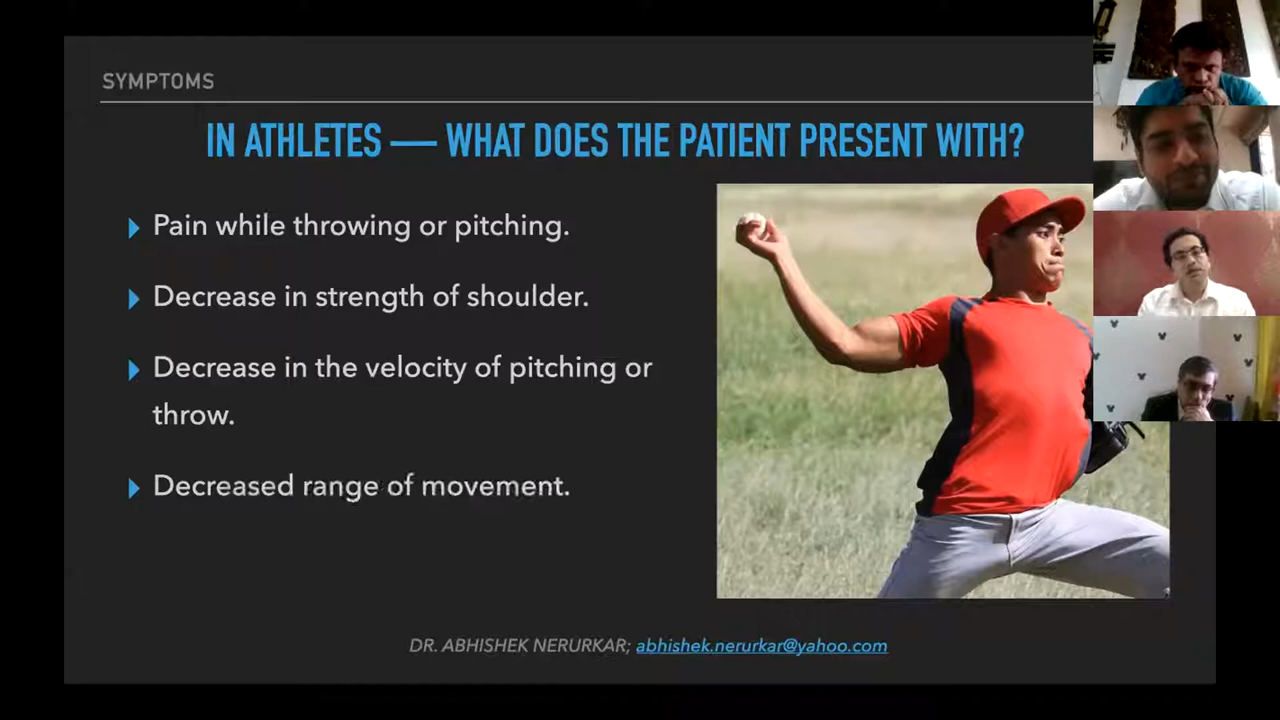 SYMPTOMS
IN ATHLETES — WHAT DOES THE PATIENT PRESENT WITH?
Pain while throwing or pitching.
Decrease in strength of shoulder.
Decrease in the velocity of pitching or
throw.
Decreased range of movement.
DR. ABHISHEK NERURKAR; abhishek.nerurkar@yahoo.com